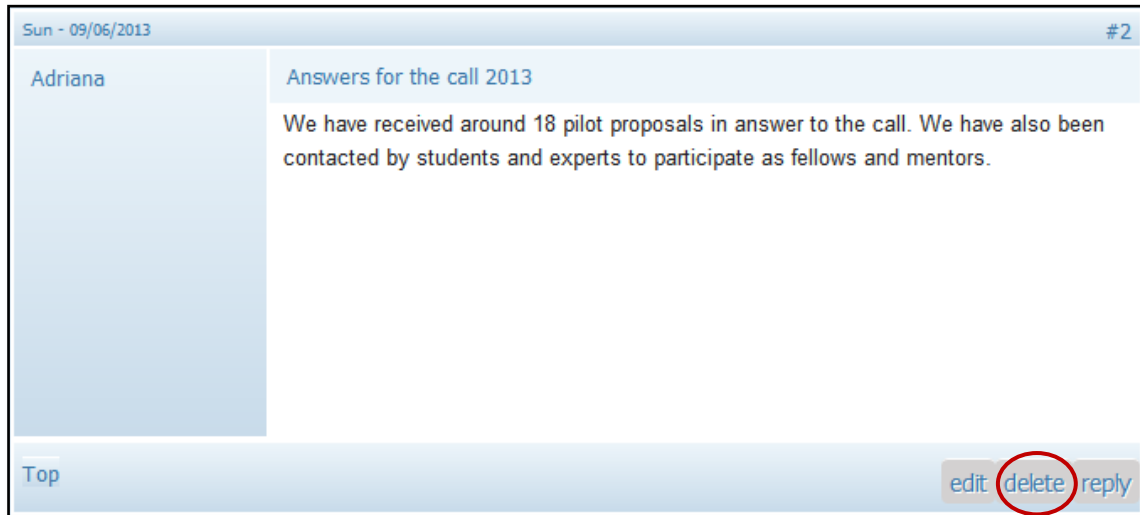 Sun - 09/06/2013 #2
Adriana
Answers for the call 2013
We have received around 18 pilot proposals in answer to the call. We have also been
contacted by students and experts to participate as fellows and mentors.
Top
edit delete reply